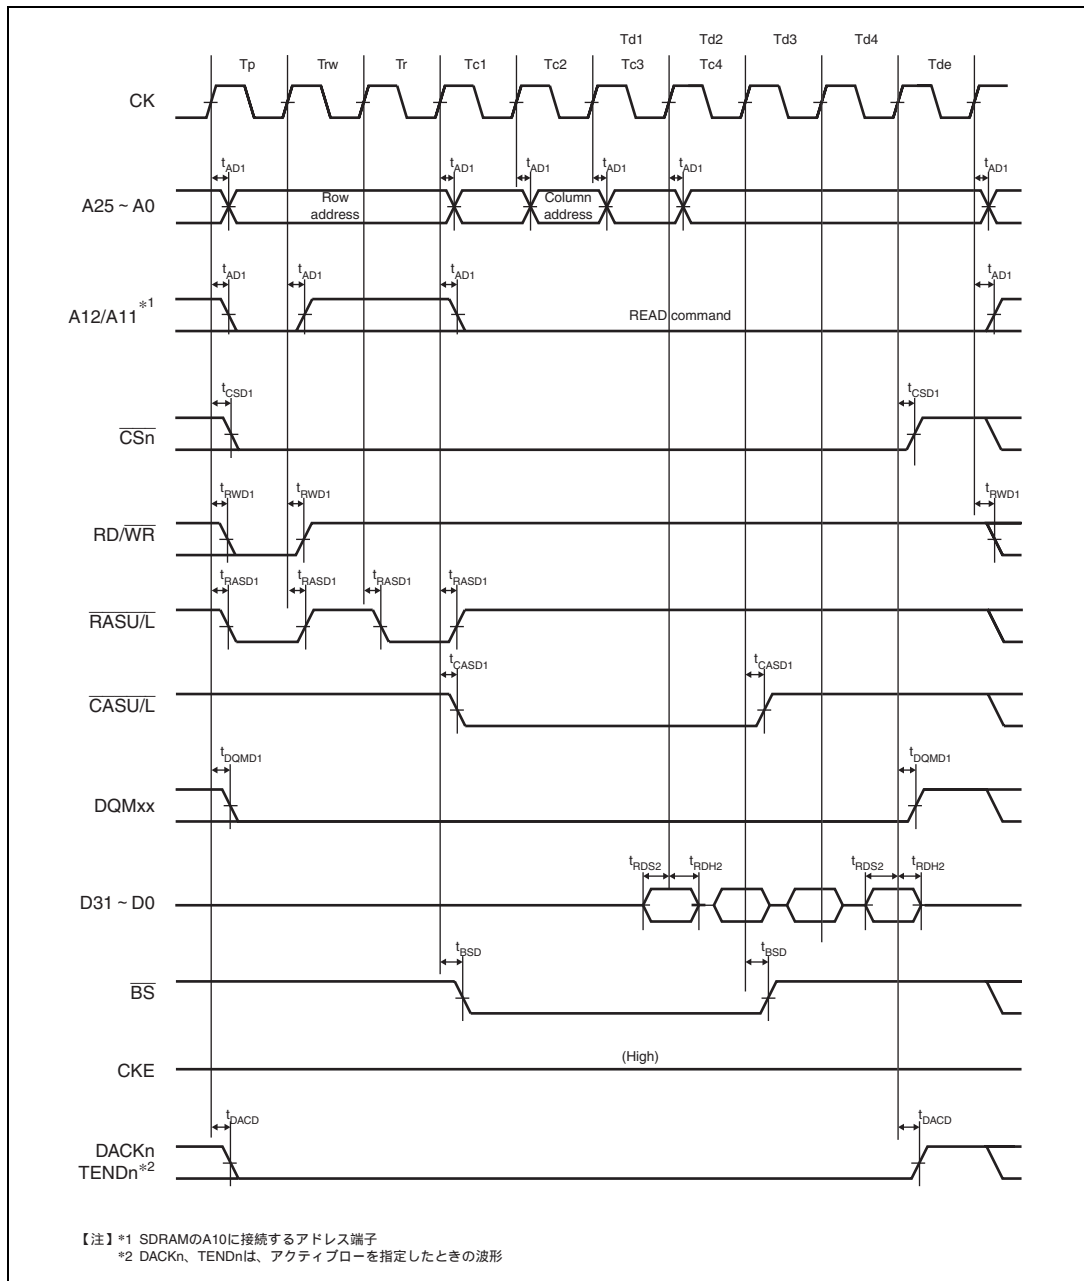 Td1 Td2 Td3 Td4
Tp Trw Tr Tc1 Tc2 Tc3 Tc4 Tde
CK
tAD1 tAD1 tAD1 tAD1 tAD1 tAD1
A25 ~ A0 Row address Column address
tAD1 tAD1 tAD1 tAD1
A12/A11 *1 READ command
tCSD1 tCSD1
CSn
tRWD1 tRWD1 tRWD1
RD/WR
tRASD1 tRASD1 tRASD1 tRASD1
RASU/L
tCASD1 tCASD1
CASU/L
tDQMD1 tDQMD1
DQMxx
tRDS2 tRDH2 tRDS2 tRDH2
D31 ~ D0
tBSD tBSD
BS
(High)
CKE
tDACD tDACD
DACKn
TENDn*2
【注】*1 SDRAMのA10に接続するアドレス端子
*2 DACKn、TENDnは、アクティブローを指定したときの波形